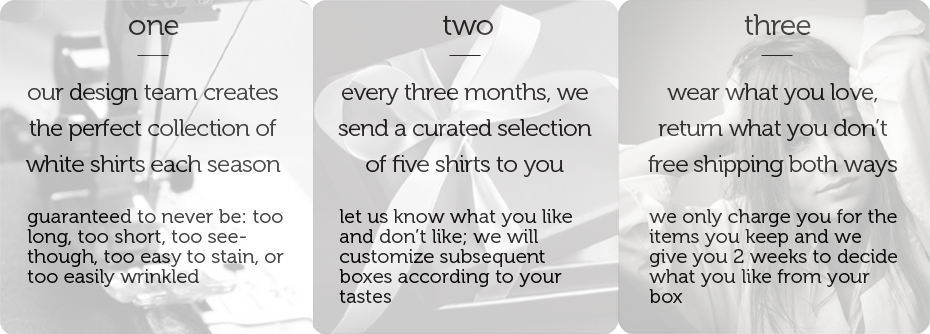 one
our design team creates
the perfect collection of
white shirts each season
guaranteed to never be: too
long, too short, too see-
though, too easy to stain, or
too easily wrinkled
two
every three months, we
send a curated selection
of five shirts to you
let us know what you like
and don't like; we will
customize subsequent
boxes according to your
tastes
three
wear what you love,
return what you don't
free shipping both ways
we only charge you for the
items you keep and we
give you 2 weeks to decide
what you like from your
box